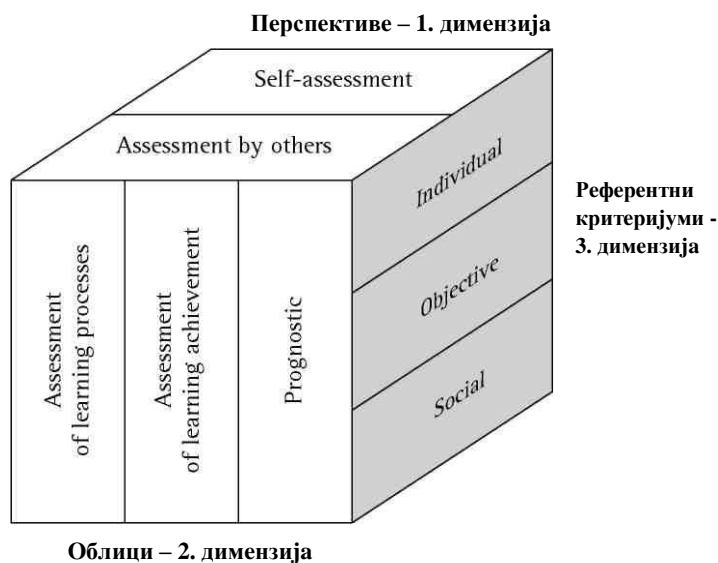 Перспективе – 1. димензија
Self-assessment
Assessment by others
Individual
Objective
Social
Референтни
критеријуми -
3. димензија
Assessment
of learning processes
Assessment
of learning achievement
Prognostic
Облици – 2. димензија